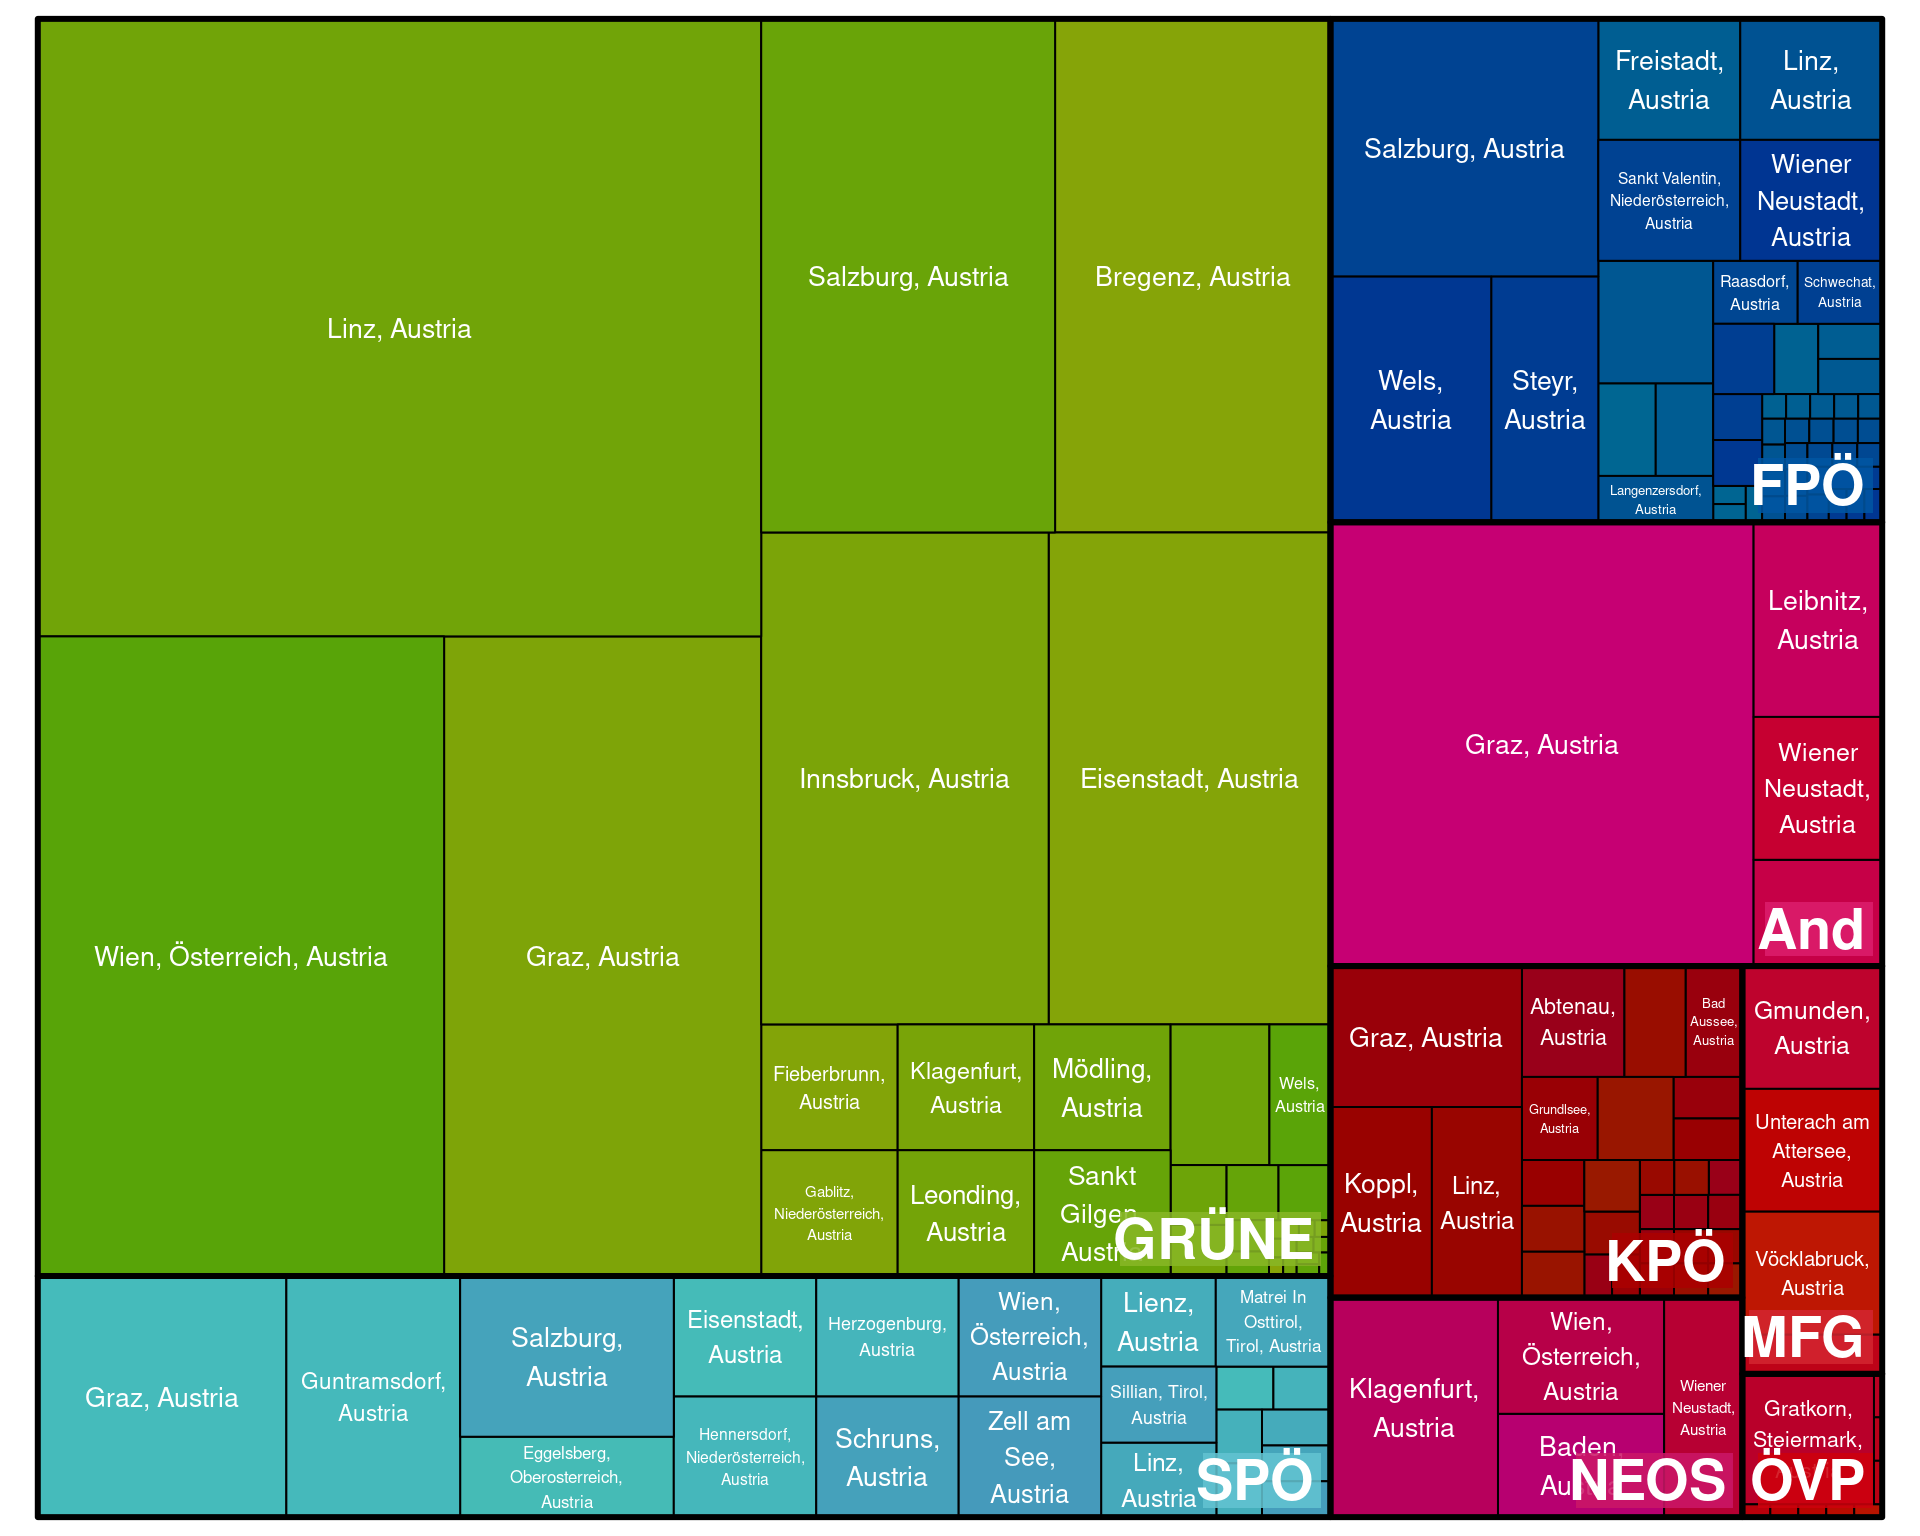 Linz, Austria
Salzburg, Austria
Bregenz, Austria
Wien, Österreich, Austria
Graz, Austria
Innsbruck, Austria
Eisenstadt, Austria
Fieberbrunn,
Austria
Klagenfurt,
Austria
Mödling,
Austria
Wels,
Austria
Gablitz,
Niederösterreich,
Austria
Leonding,
Austria
Sankt
Gilgen
GRÜNE
Salzburg, Austria
Freistadt,
Austria
Linz,
Austria
Sankt Valentin,
Niederösterreich,
Austria
Wiener
Neustadt,
Austria
Wels,
Austria
Steyr,
Austria
Raasdorf,
Austria
Schwechat,
Austria
Langenzersdorf,
Austria
FPÖ
Graz, Austria
Leibnitz,
Austria
Wiener
Neustadt,
Austria
And
Graz, Austria
Abtenau,
Austria
Bad
Aussee,
Austria
Grundlsee,
Austria
Koppl,
Austria
Linz,
Austria
KPÖ
Gmunden,
Austria
Unterach am
Attersee,
Austria
Vöcklabruck,
Austria
MFG
Graz, Austria
Guntramsdorf,
Austria
Salzburg,
Austria
Eggelsberg,
Oberosterreich,
Austria
Eisenstadt,
Austria
Hennersdorf,
Niederösterreich,
Austria
Herzogenburg,
Austria
Schruns,
Austria
Wien,
Österreich,
Austria
Zell am
See,
Austria
Lienz,
Austria
Matrei In
Osttirol,
Tirol, Austria
Sillian, Tirol,
Austria
Linz,
Austria
SPÖ
Klagenfurt,
Austria
Wien,
Österreich,
Austria
Baden,
Wiener
Neustadt,
Austria
NEOS
Gratkorn,
Steiermark,
ÖVP